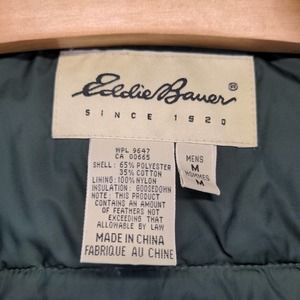 Eddie Bauer®
SINCE 1920
WPL 9647
CA 00665
SHELL: 65% POLYESTER
35% COTTON
LINING: 100% NYLON
INSULATION: GOOSEDOWN
NOTE: THIS PRODUCT
CONTAINS AN AMOUNT
OF FEATHERS NOT
EXCEEDING THAT
ALLOWABLE BY LAW
MADE IN CHINA
FABRIQUE AU CHINE
MENS
M
HOMMES
M